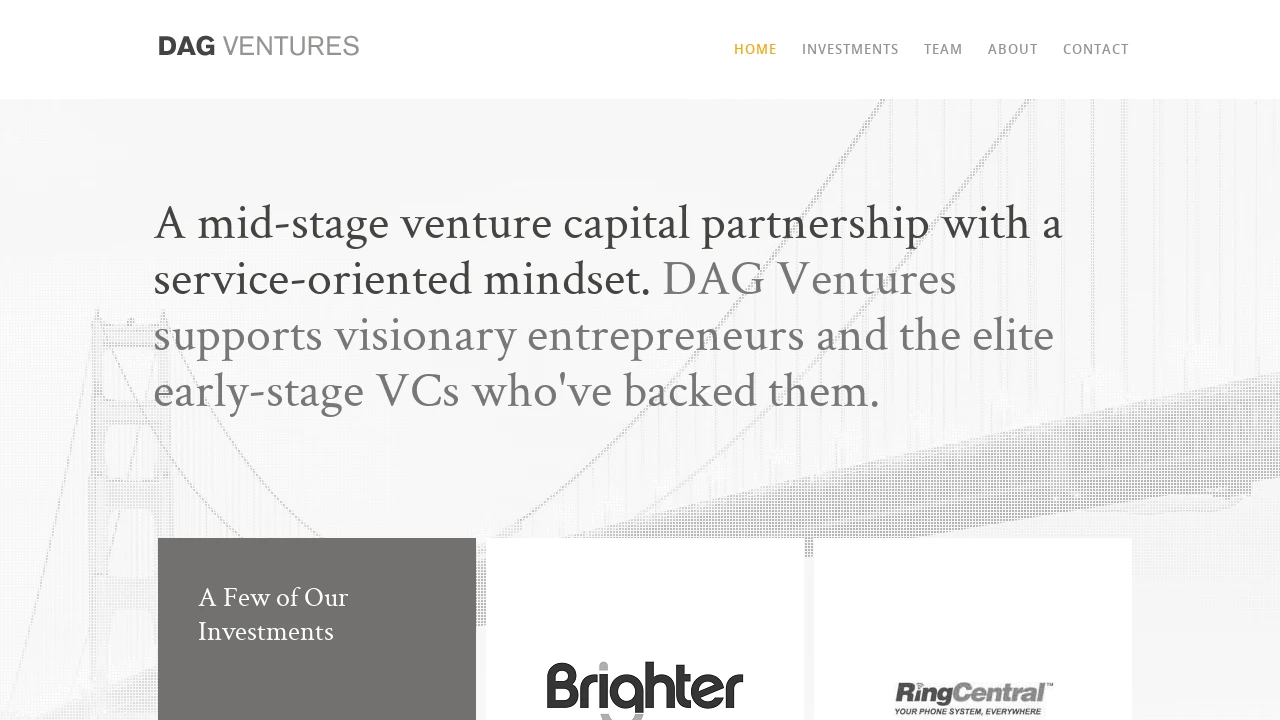 DAG VENTURES
HOME INVESTMENTS TEAM ABOUT CONTACT
A mid-stage venture capital partnership with a
service-oriented mindset. DAG Ventures
supports visionary entrepreneurs and the elite
early-stage VCs who've backed them.
A Few of Our
Investments
Brighter
RingCentral™
YOUR PHONE SYSTEM, EVERYWHERE